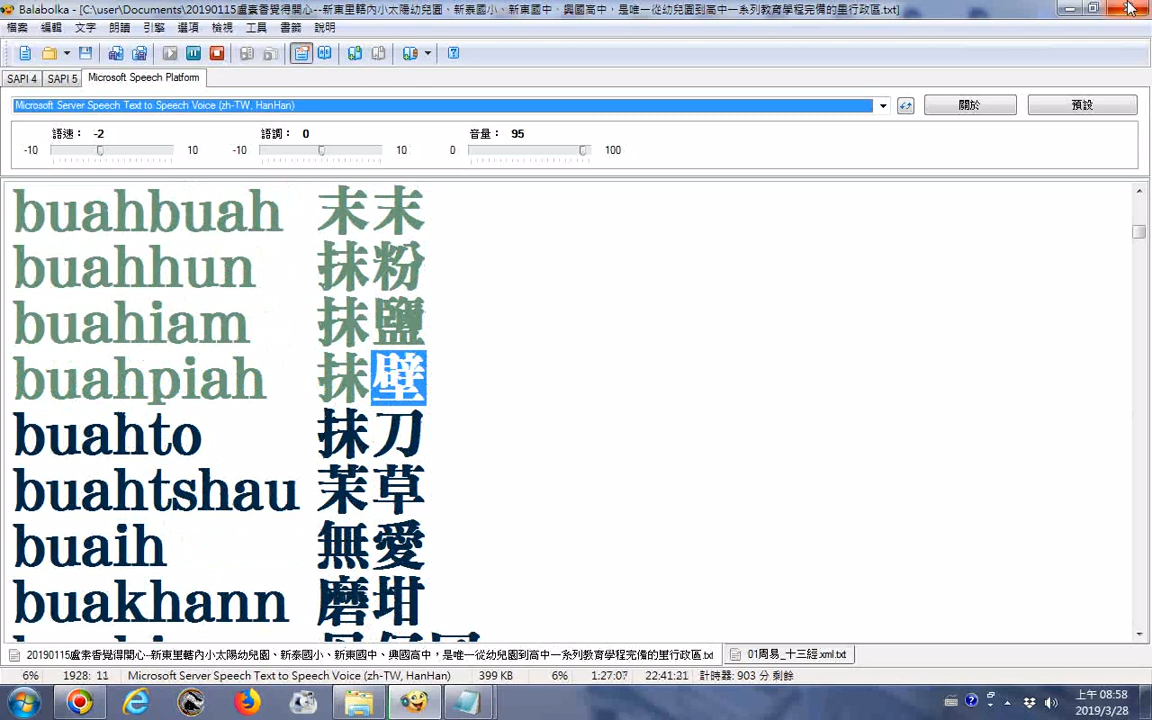 Balabolka - [C:\user\Documents\20190115盧素香覺得開心--新東里轄內小太陽幼兒園、新泰國小、新東國中、興國高中，是唯一從幼兒園到高中一系列教育學程完備的里行政區.txt]
檔案 編輯 文字 朗讀 引擎 選項 檢視 工具 書籤 說明
SAPI 4 SAPI 5 Microsoft Speech Platform
Microsoft Server Speech Text to Speech Voice (zh-TW, HanHan) 關於 預設
語速： -2 語調： 0 音量： 95
-10 10 -10 10 0 100
buahbuah 末末
buahhun 抹粉
buahiam 抹鹽
buahpiah 抹壁
buahto 抹刀
buahtshau 茉草
buaih 無愛
buakhann 磨坩
20190115盧素香覺得開心--新東里轄內小太陽幼兒園、新泰國小、新東國中、興國高中，是唯一從幼兒園到高中一系列教育學程完備的里行政區.txt 01周易_十三經.xml.txt
6% 1928: 11 Microsoft Server Speech Text to Speech Voice (zh-TW, HanHan) 399 KB 6% 1:27:07 22:41:21 計時器: 903 分 剩餘
上午 08:58
2019/3/28